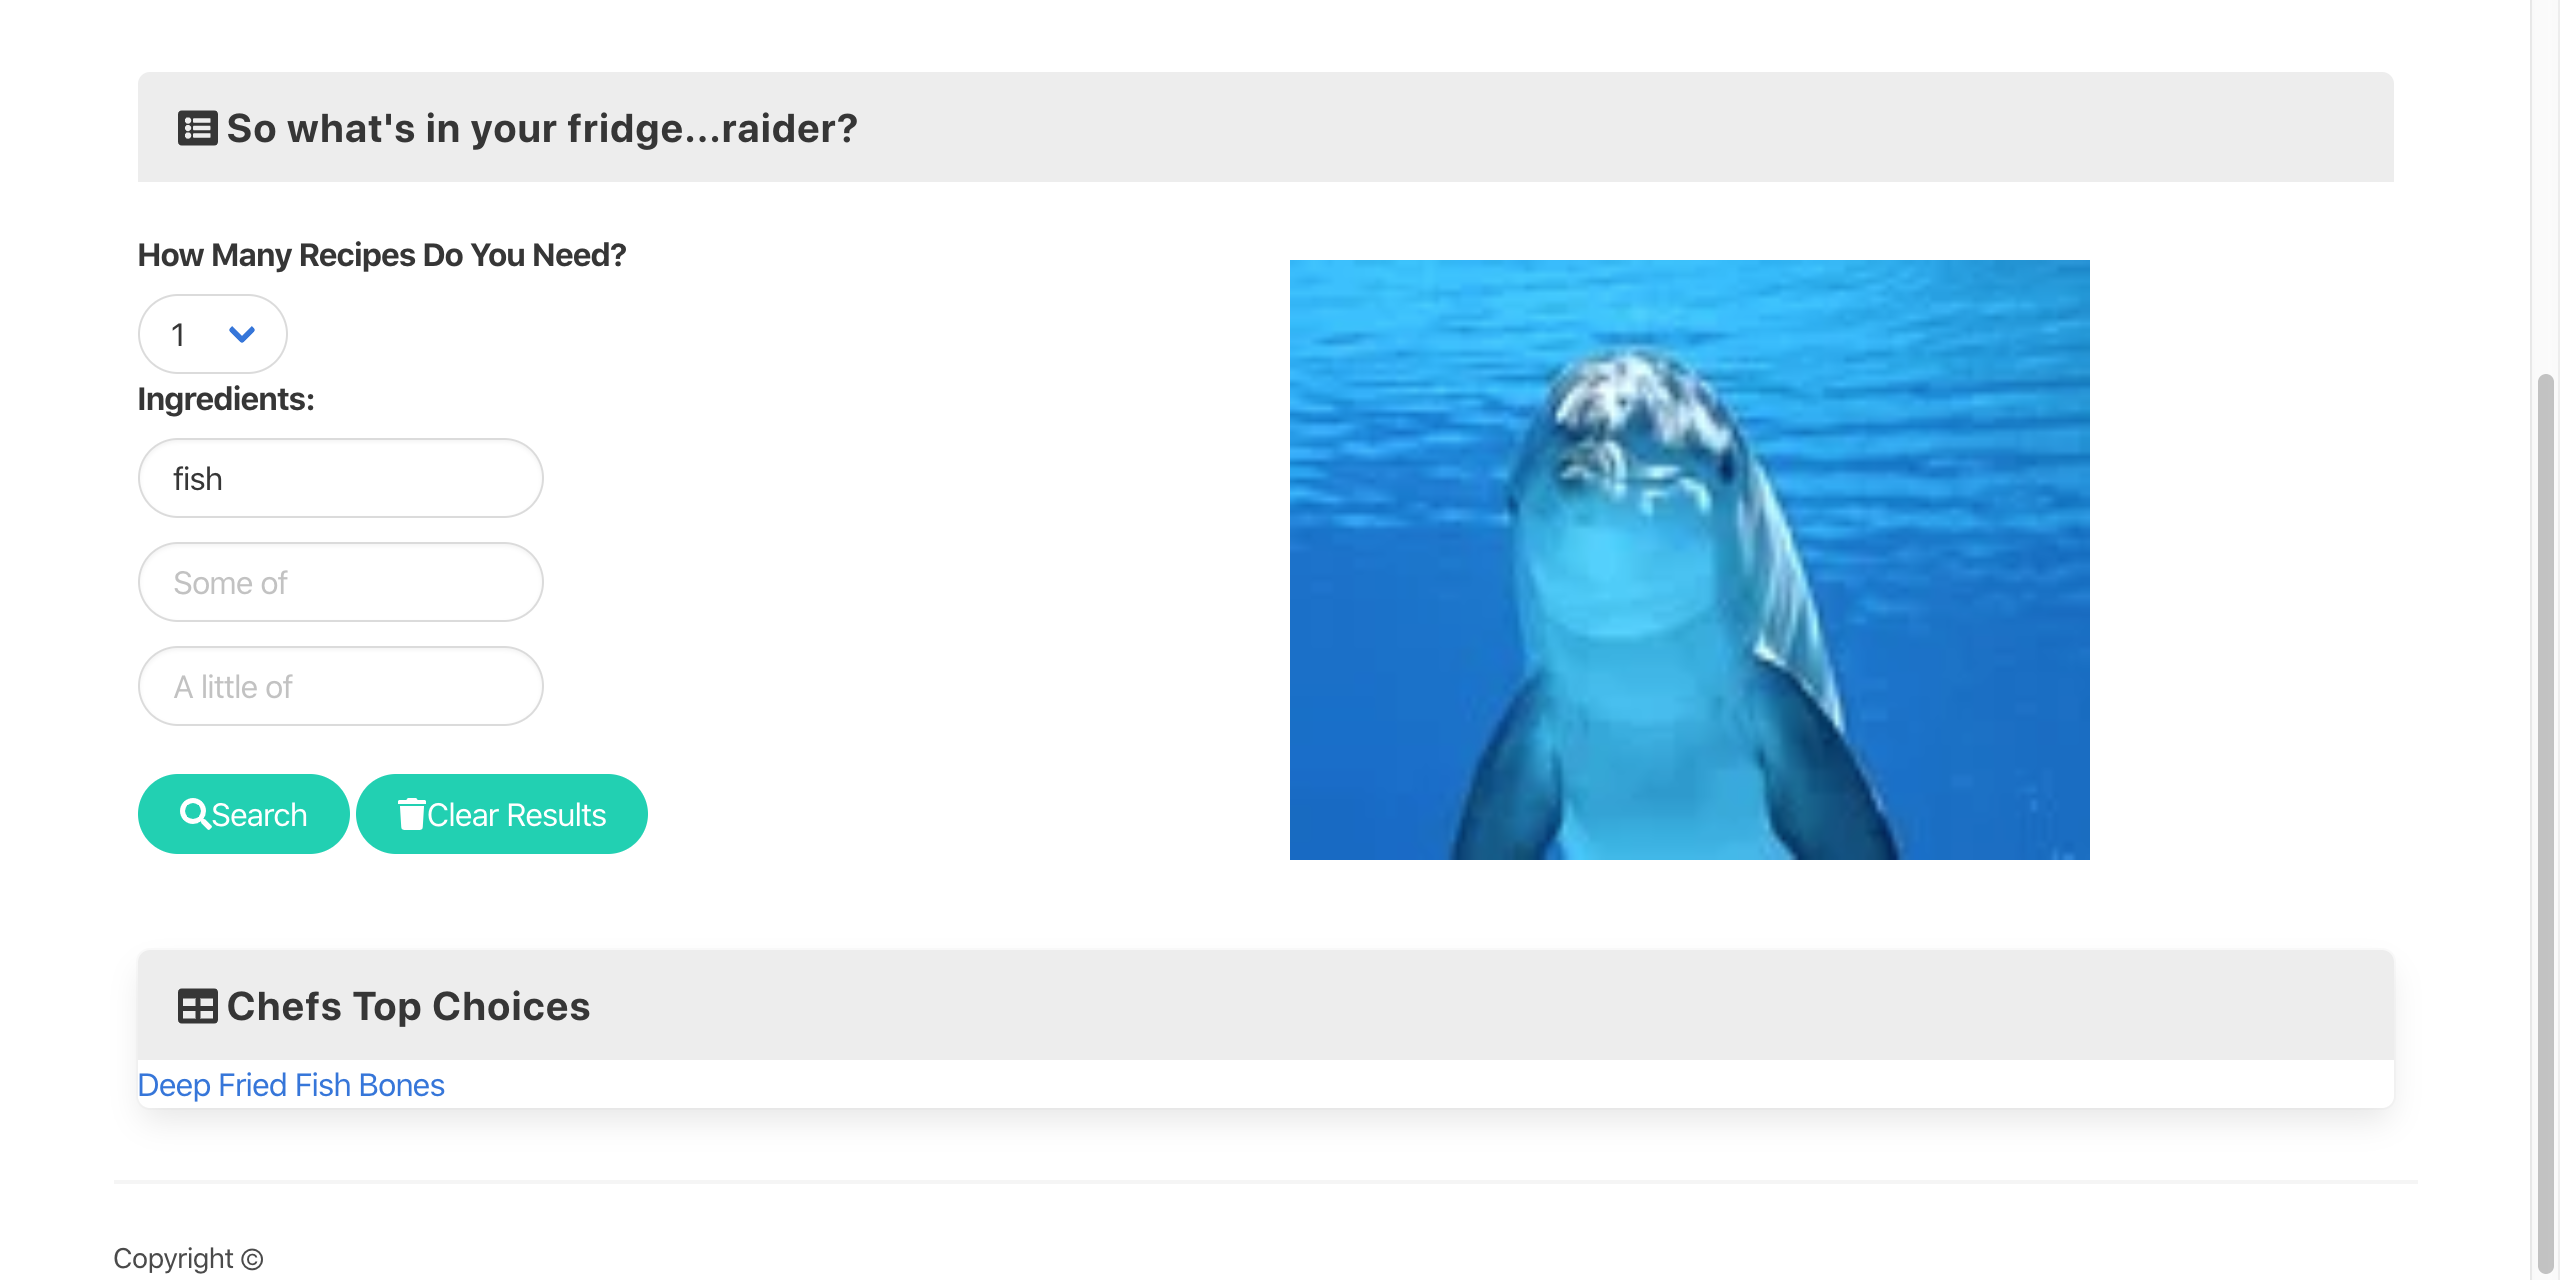 So what's in your fridge...raider?
How Many Recipes Do You Need?
1
Ingredients:
fish
Some of
A little of
Search Clear Results
Chefs Top Choices
Deep Fried Fish Bones
Copyright ©